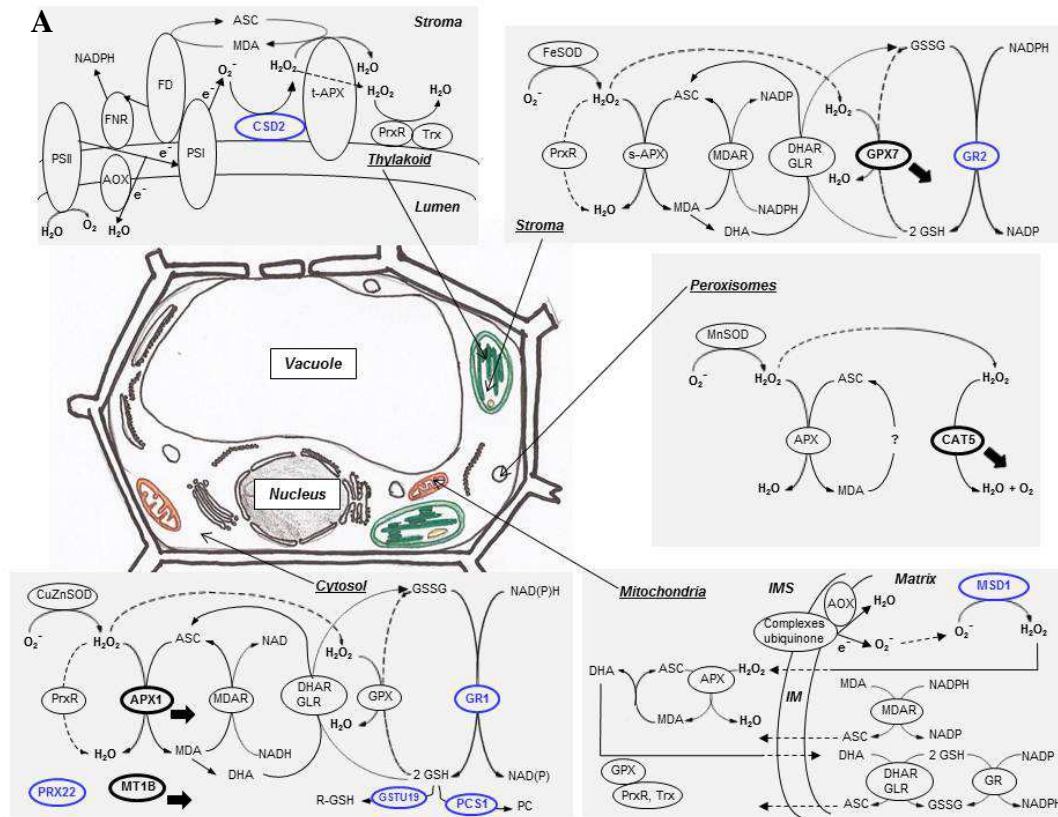 A
Stroma
ASC
MDA
NADPH
O₂⁻
H₂O₂
H₂O
FD
e⁻
t-APX
H₂O₂
H₂O
FNR
CSD2
PrxR
Trx
PSII
PSI
e⁻
Thylakoid
AOX
e⁻
Lumen
H₂O
O₂
H₂O
FeSOD
GSSG
NADPH
O₂⁻
H₂O₂
ASC
NADP
H₂O₂
PrxR
s-APX
MDAR
DHAR
GLR
GPX7
GR2
H₂O
H₂O
MDA
NADPH
DHA
2 GSH
NADP
Stroma
Peroxisomes
MnSOD
O₂⁻
H₂O₂
ASC
H₂O₂
APX
?
CAT5
H₂O
MDA
H₂O + O₂
Vacuole
Nucleus
Cytosol
CuZnSOD
GSSG
NAD(P)H
O₂⁻
H₂O₂
ASC
NAD
H₂O₂
PrxR
APX1
MDAR
DHAR
GLR
GPX
GR1
H₂O
H₂O
MDA
NADH
DHA
2 GSH
NAD(P)
PRX22
MT1B
R-GSH
GSTU19
PCS1
PC
Mitochondria
IMS
Matrix
MSD1
AOX
H₂O
Complexes
ubiquinone
e⁻
O₂⁻
O₂⁻
H₂O₂
DHA
ASC
APX
H₂O₂
MDA
NADPH
MDAR
MDA
H₂O
IM
ASC
NADP
DHA
2 GSH
NADP
GPX
PrxR, Trx
DHAR
GLR
GR
ASC
GSSG
NADPH